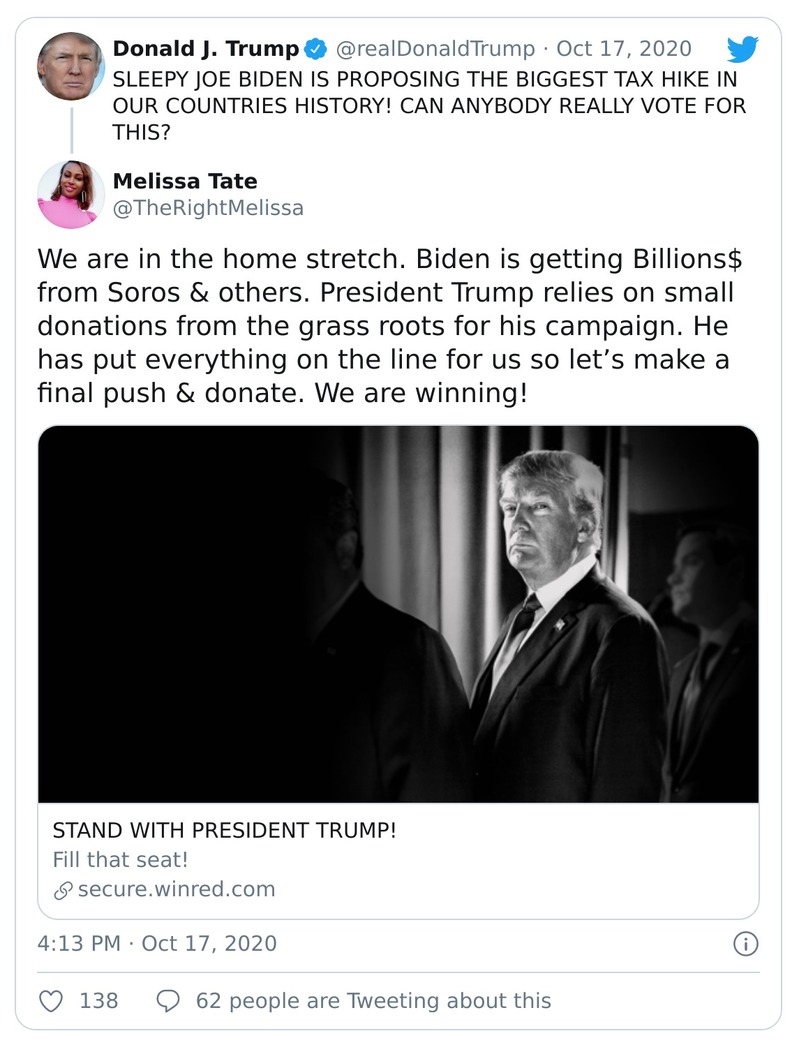 Donald J. Trump @realDonaldTrump · Oct 17, 2020
SLEEPY JOE BIDEN IS PROPOSING THE BIGGEST TAX HIKE IN
OUR COUNTRIES HISTORY! CAN ANYBODY REALLY VOTE FOR
THIS?
Melissa Tate
@TheRightMelissa
We are in the home stretch. Biden is getting Billions$
from Soros & others. President Trump relies on small
donations from the grass roots for his campaign. He
has put everything on the line for us so let’s make a
final push & donate. We are winning!
STAND WITH PRESIDENT TRUMP!
Fill that seat!
secure.winred.com
4:13 PM · Oct 17, 2020
138
62 people are Tweeting about this